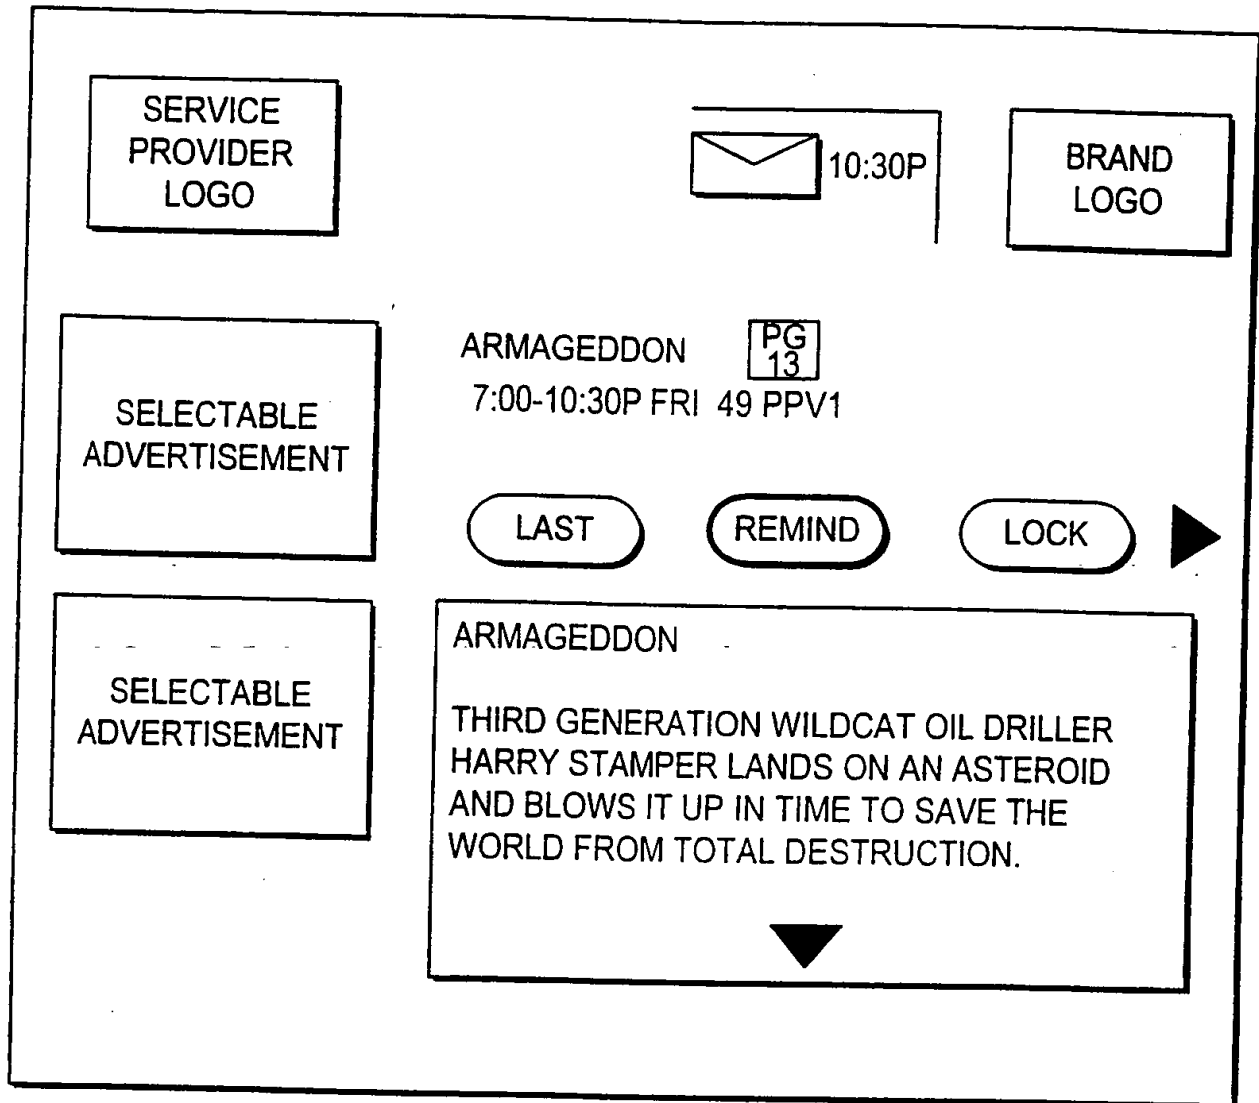 SERVICE
PROVIDER
LOGO
10:30P
BRAND
LOGO
SELECTABLE
ADVERTISEMENT
ARMAGEDDON PG
13
7:00-10:30P FRI 49 PPV1
LAST REMIND LOCK
SELECTABLE
ADVERTISEMENT
ARMAGEDDON
THIRD GENERATION WILDCAT OIL DRILLER
HARRY STAMPER LANDS ON AN ASTEROID
AND BLOWS IT UP IN TIME TO SAVE THE
WORLD FROM TOTAL DESTRUCTION.